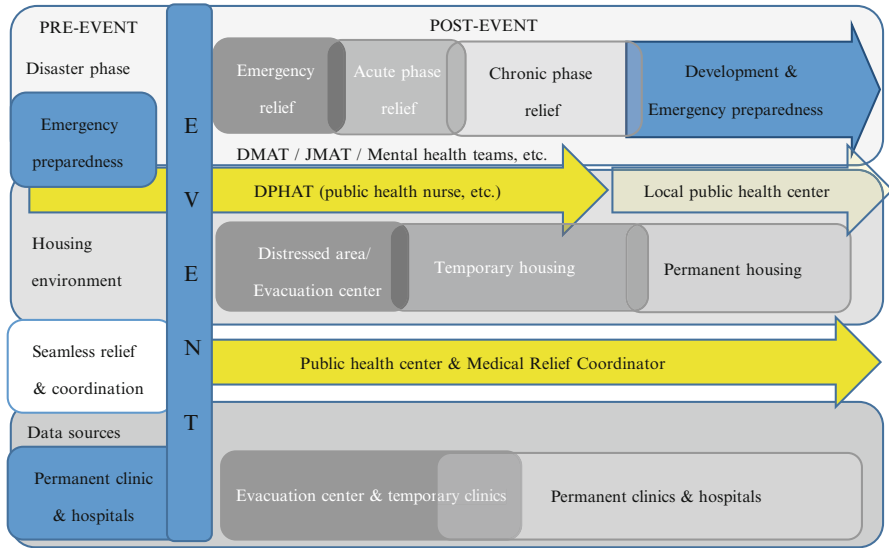 PRE-EVENT
POST-EVENT
Disaster phase
Emergency
preparedness
EVENT
Emergency
relief
Acute phase
relief
Chronic phase
relief
Development &
Emergency preparedness
DMAT / JMAT / Mental health teams, etc.
DPHAT (public health nurse, etc.)
Local public health center
Housing
environment
Distressed area/
Evacuation center
Temporary housing
Permanent housing
Seamless relief
& coordination
Public health center & Medical Relief Coordinator
Data sources
Permanent clinic
& hospitals
Evacuation center & temporary clinics
Permanent clinics & hospitals